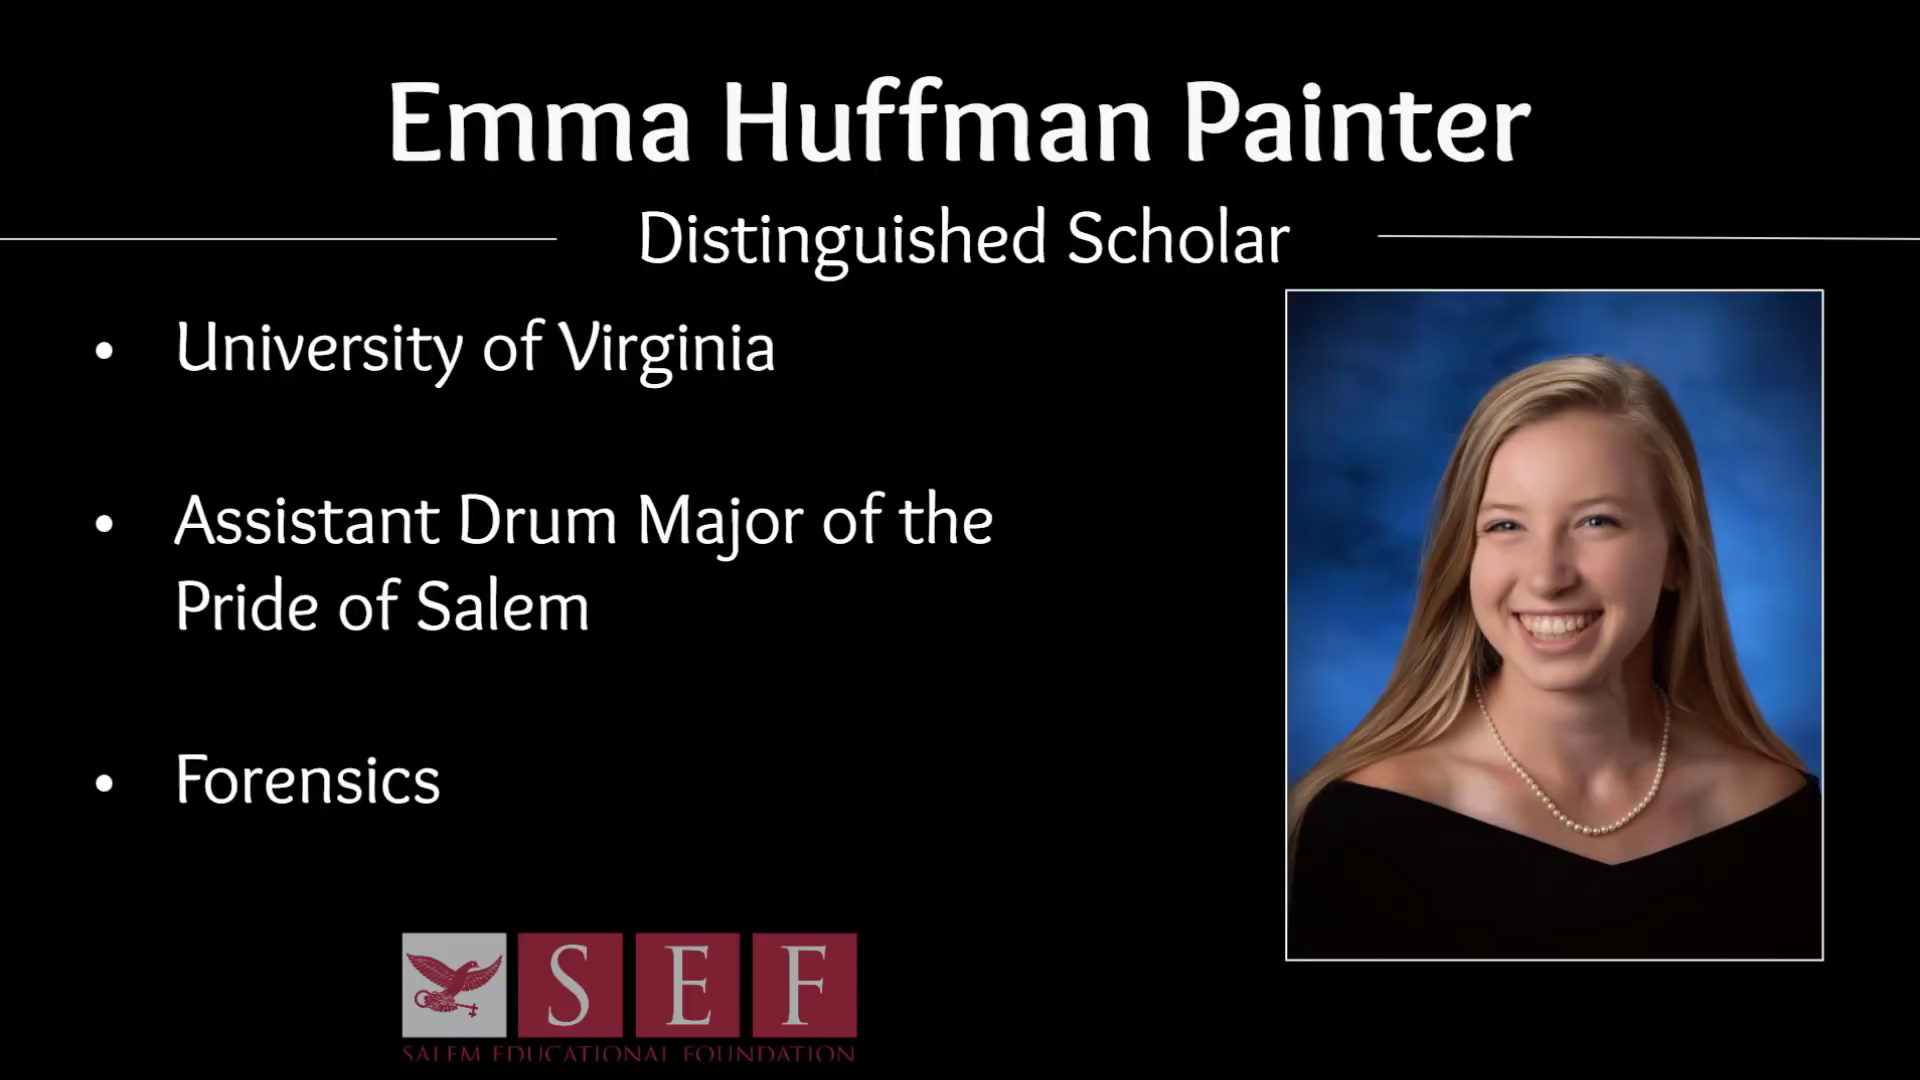 Emma Huffman Painter
Distinguished Scholar
• University of Virginia
• Assistant Drum Major of the
Pride of Salem
• Forensics
S E F
SALEM EDUCATIONAL FOUNDATION